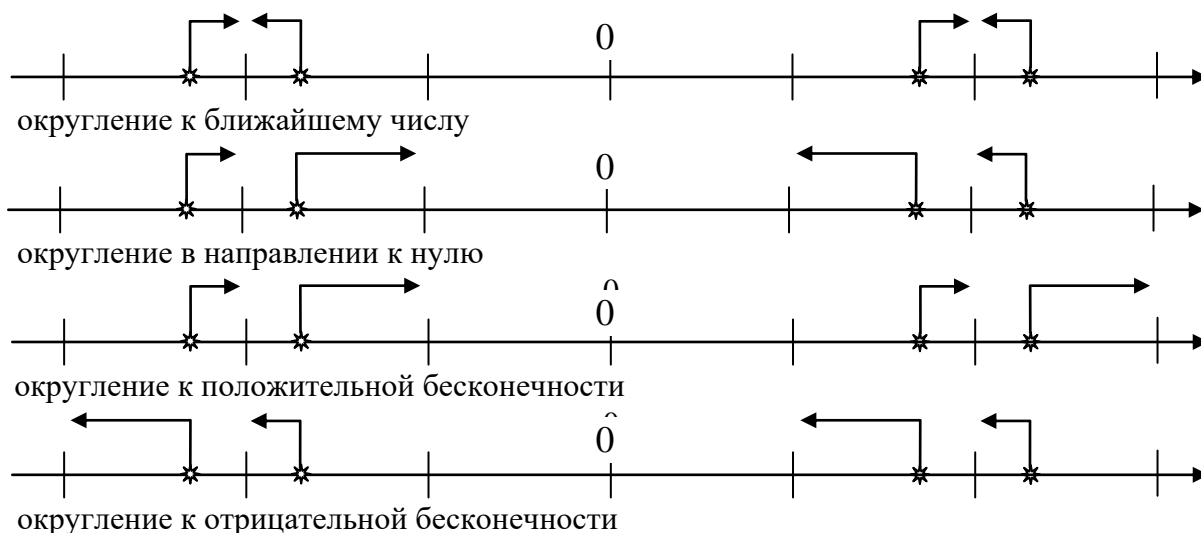 0
округление к ближайшему числу
0
округление в направлении к нулю
0
округление к положительной бесконечности
0
округление к отрицательной бесконечности